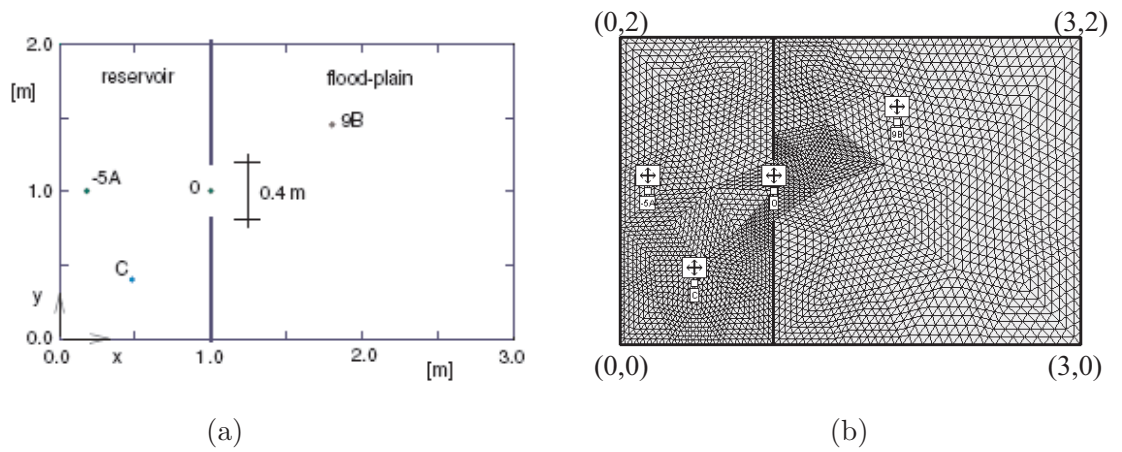 (0,2) (3,2)
2.0
reservoir flood-plain
[m]
9B
9B
-5A
1.0 0 0.4 m
-5A 0
C
y
0.0
0.0 x 1.0 2.0 3.0
[m]
(0,0) (3,0)
(a) (b)